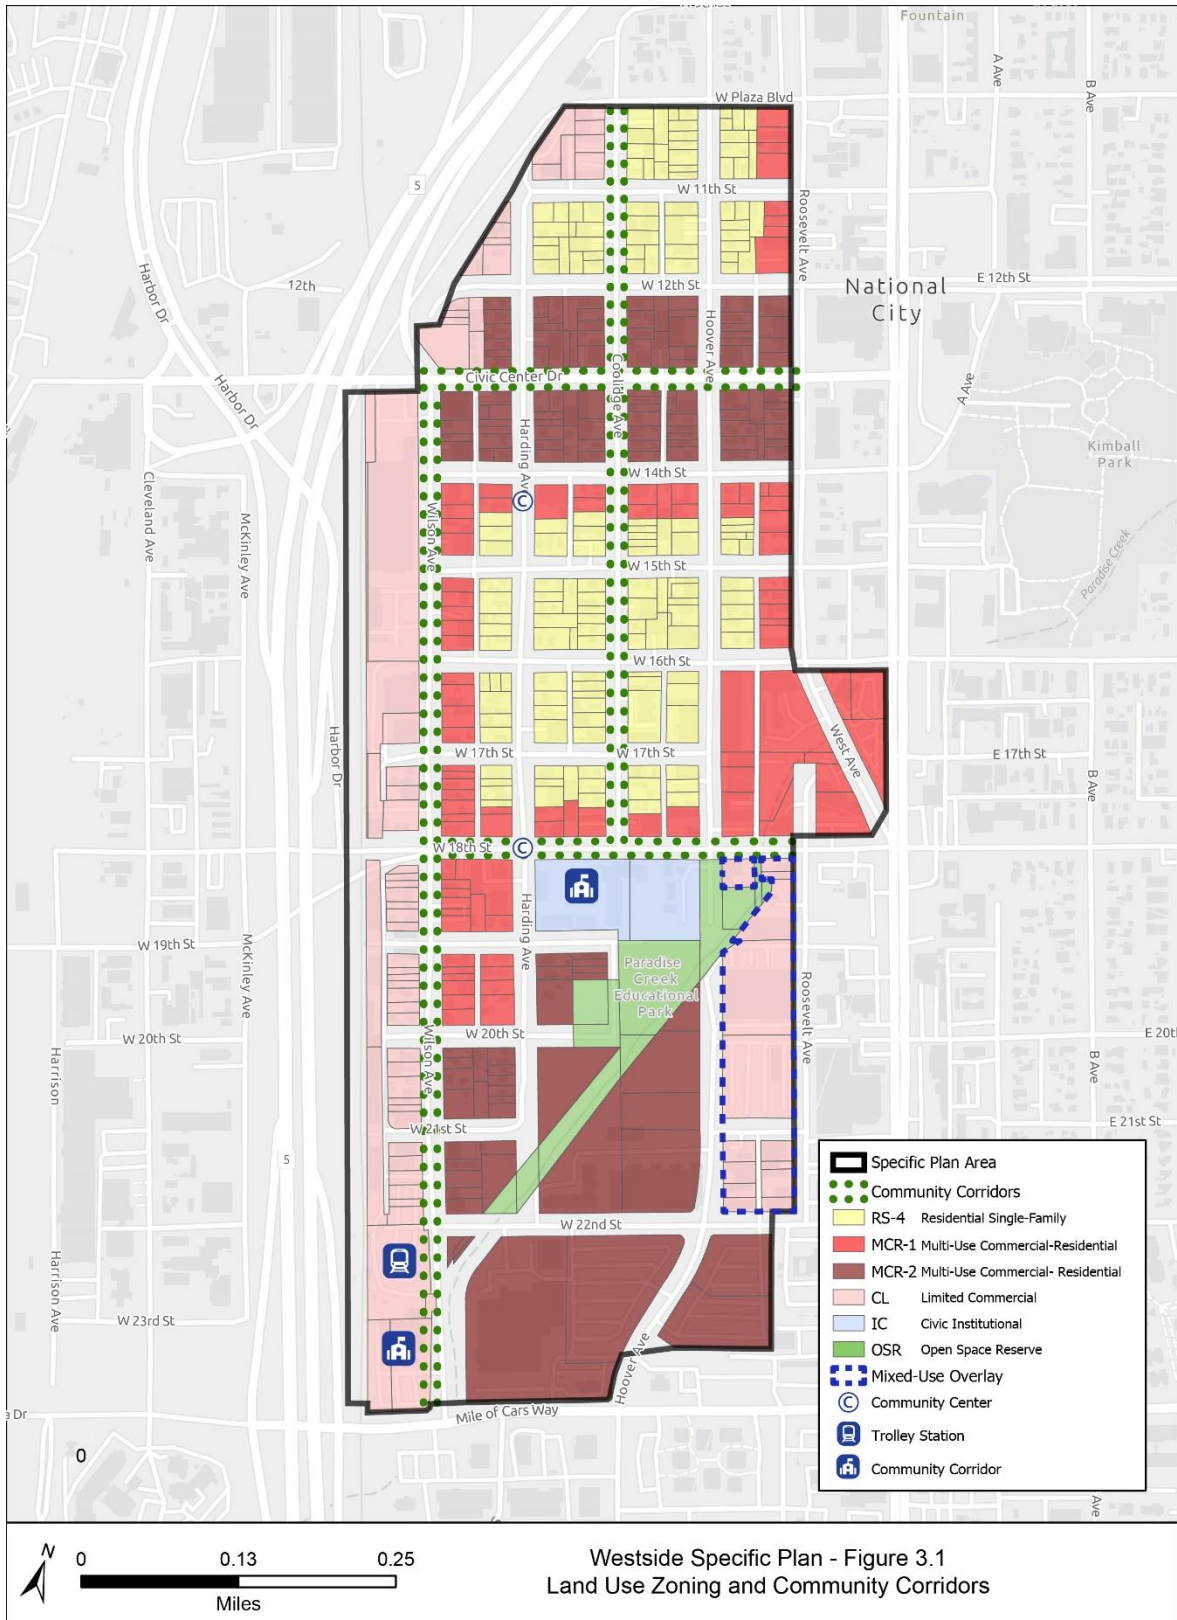 Fountain
W Plaza Blvd
A Ave
B Ave
5
W 11th St
Roosevelt Ave
Harbor Dr
12th
W 12th St
National
City
E 12th St
Hoover Ave
Coolidge Ave
Civic Center Dr
Harbor Dr
A Ave
Kimball
Park
Harding Ave
W 14th St
C
Cleveland Ave
McKinley Ave
Wilson Ave
Paradise Creek
W 15th St
W 16th St
Harbor Dr
W 17th St
W 17th St
West Ave
E 17th St
B Ave
W 18th St
C
Harding Ave
W 19th St
McKinley Ave
Paradise
Creek
Educational
Park
Roosevelt Ave
W 20th St
W 20th St
E 20th
Harrison
Wilson Ave
B Ave
W 21st St
E 21st St
5
W 22nd St
Harrison Ave
W 23rd St
Hoover Ave
Mile of Cars Way
a Dr
Ave
0
Specific Plan Area
Community Corridors
RS-4 Residential Single-Family
MCR-1 Multi-Use Commercial-Residential
MCR-2 Multi-Use Commercial- Residential
CL Limited Commercial
IC Civic Institutional
OSR Open Space Reserve
Mixed-Use Overlay
C Community Center
Trolley Station
Community Corridor
N
0 0.13 0.25
Miles
Westside Specific Plan - Figure 3.1
Land Use Zoning and Community Corridors